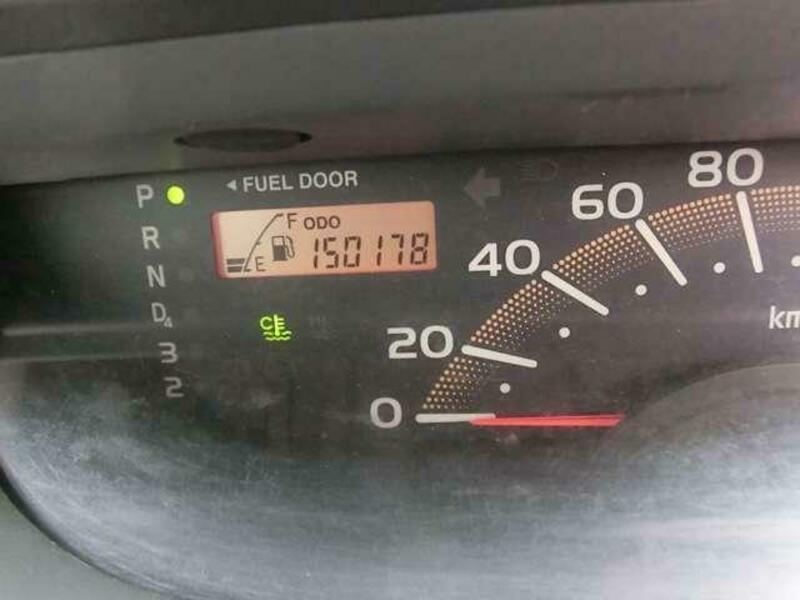 P
◄ FUEL DOOR
R
F ODO
E 150178
N
D4
C
3
2
0
20
40
60
80
km